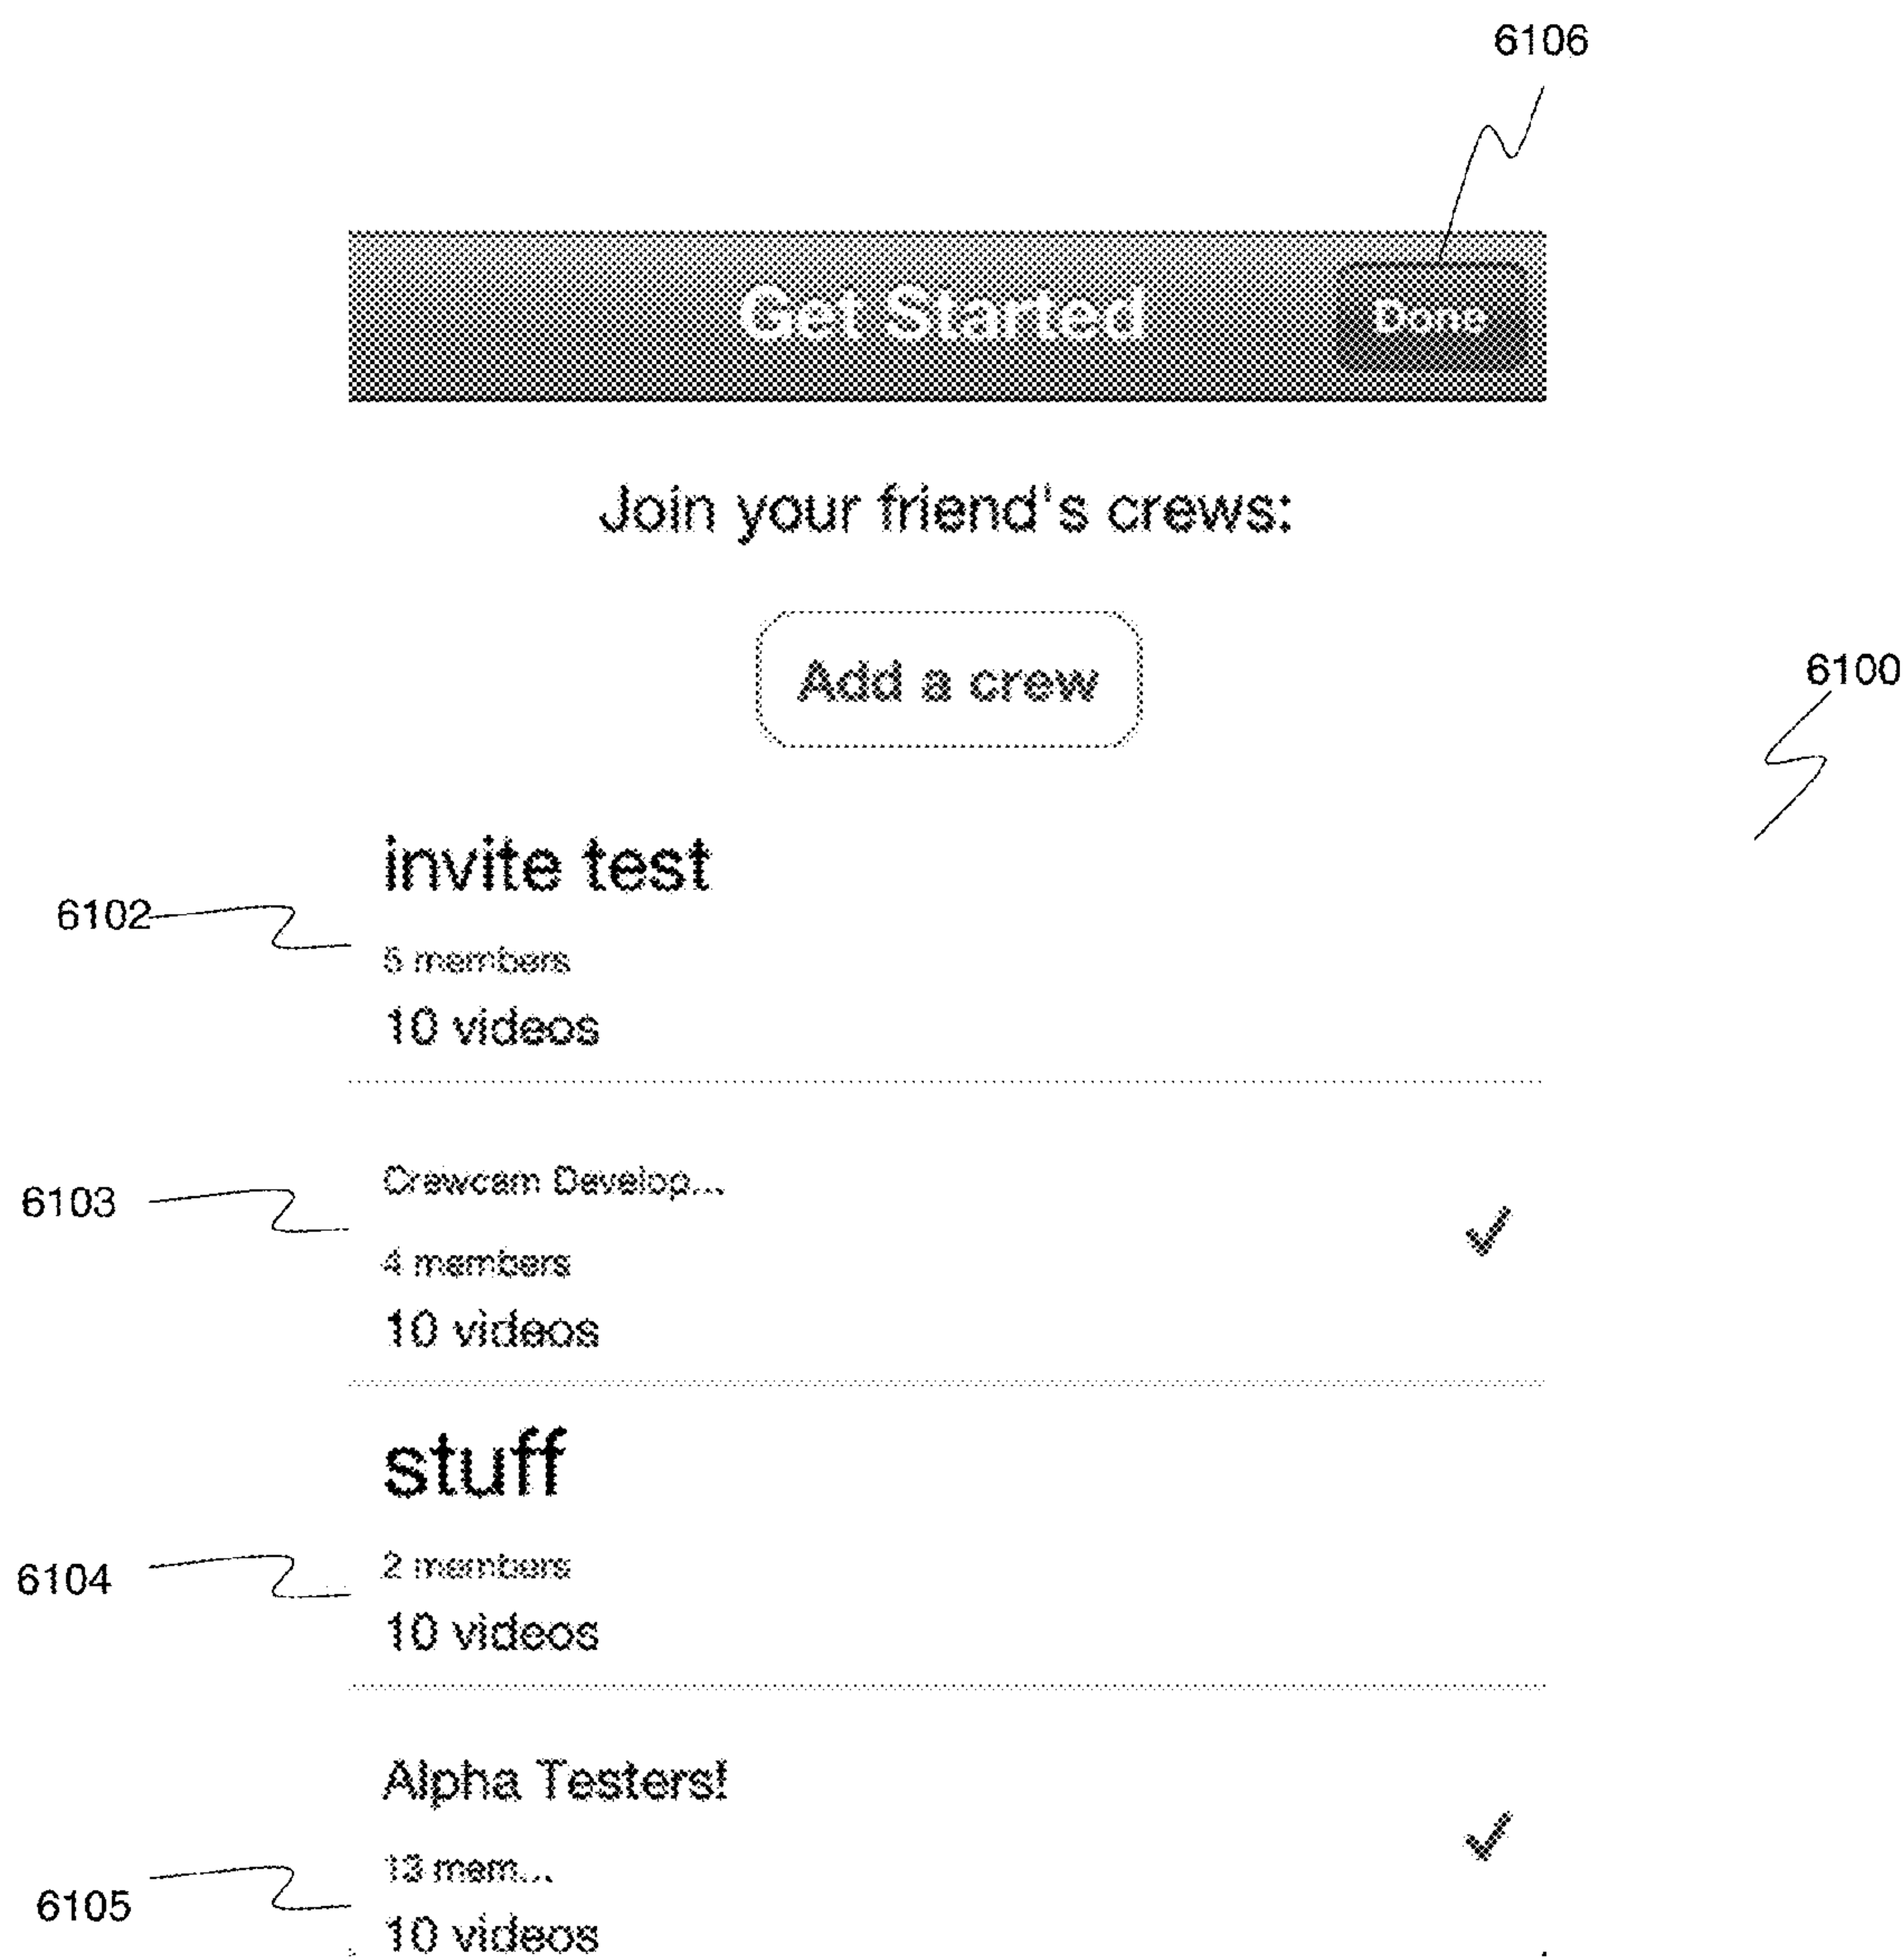 6106
Get Started
Done
Join your friend's crews:
Add a crew
6100
invite test
6102
5 members
10 videos
Crewcam Develop...
6103
4 members
10 videos
stuff
6104
2 members
10 videos
Alpha Testers!
13 mem...
6105
10 videos